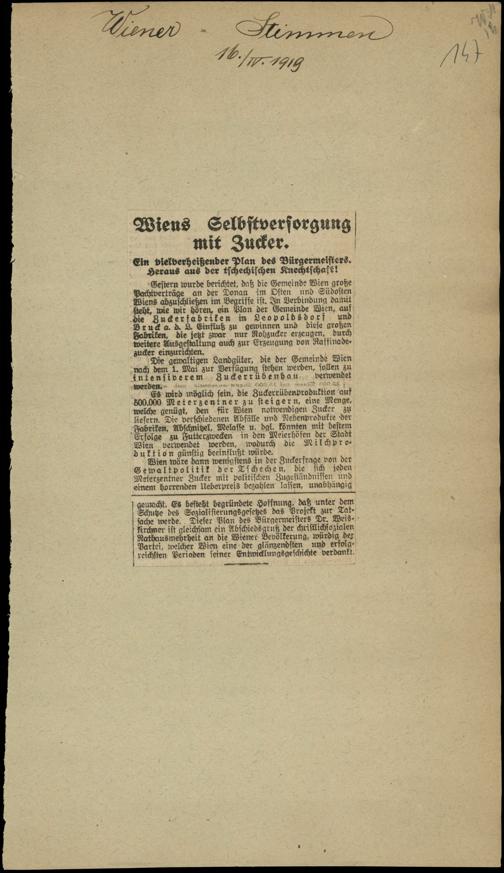 Wiener Stimmen
16./IV. 1919
147
Wiens Selbstversorgung
mit Zucker.
Ein vielverheißender Plan des Bürgermeisters.
Heraus aus der tschechischen Knechtschaft!
Gestern wurde berichtet, daß die Gemeinde Wien große
Pachtverträge an der Donau im Osten und Südosten
Wiens abzuschließen im Begriffe ist. In Verbindung damit
steht, wie wir hören, ein Plan der Gemeinde Wien, auf
die Zuckerfabriken in Leopoldsdorf und
Bruck a. d. L. Einfluß zu gewinnen und diese großen
Fabriken, die jetzt zwar nur Rohzucker erzeugen, durch
weitere Ausgestaltung auch zur Erzeugung von Raffinade-
zucker einzurichten.
Die gewaltigen Landgüter, die der Gemeinde Wien
nach dem 1. Mai zur Verfügung stehen werden, sollen zu
intensiverem Zuckerrübenbau verwendet
werden.
Es wird möglich sein, die Zuckerrübenproduktion auf
500.000 Meterzentner zu steigern, eine Menge,
welche genügt, den für Wien notwendigen Zucker zu
liefern. Die verschiedenen Abfälle und Nebenprodukte der
Fabriken, Abschnitzel, Melasse u. dgl. könnten mit bestem
Erfolge zu Futterzwecken in den Meierhöfen der Stadt
Wien verwendet werden, wodurch die Milchpro-
duktion günstig beeinflußt würde.
Wien wäre dann wenigstens in der Zuckerfrage von der
Gewaltpolitik der Tschechen, die sich jeden
Meterzentner Zucker mit politischen Zugeständnissen und
einem horrenden Ueberpreis bezahlen lassen, unabhängig
gemacht. Es besteht begründete Hoffnung, daß unter dem
Schutze des Sozialisierungsgesetzes das Projekt zur Tat-
sache werde. Dieser Plan des Bürgermeisters Dr. Weis-
kirchner ist gleichsam ein Abschiedsgruß der christlichsozialen
Rathausmehrheit an die Wiener Bevölkerung, würdig der
Partei, welcher Wien eine der glänzendsten und erfolg-
reichsten Perioden seiner Entwicklungsgeschichte verdankt.